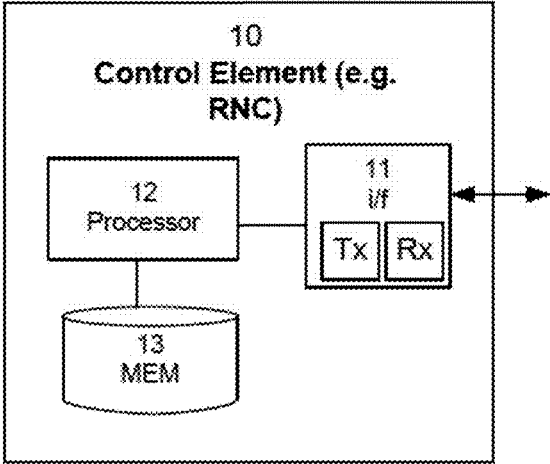 10
Control Element (e.g.
RNC)
12
Processor
11
i/f
Tx Rx
13
MEM